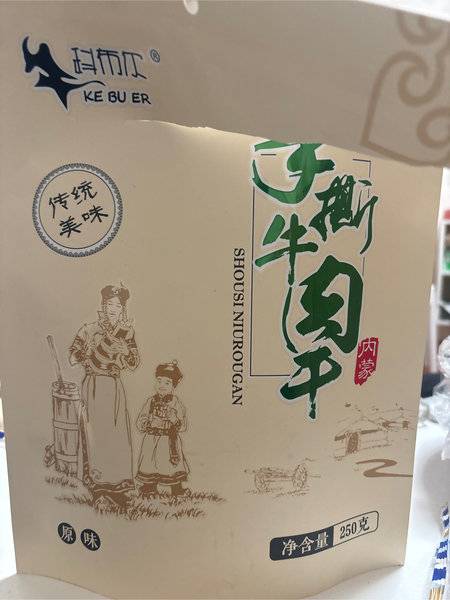 科布尔®
KE BU ER
传统
美味
手撕
牛肉干
SHOUSI NIUROUGAN
内蒙
原味
净含量 250克